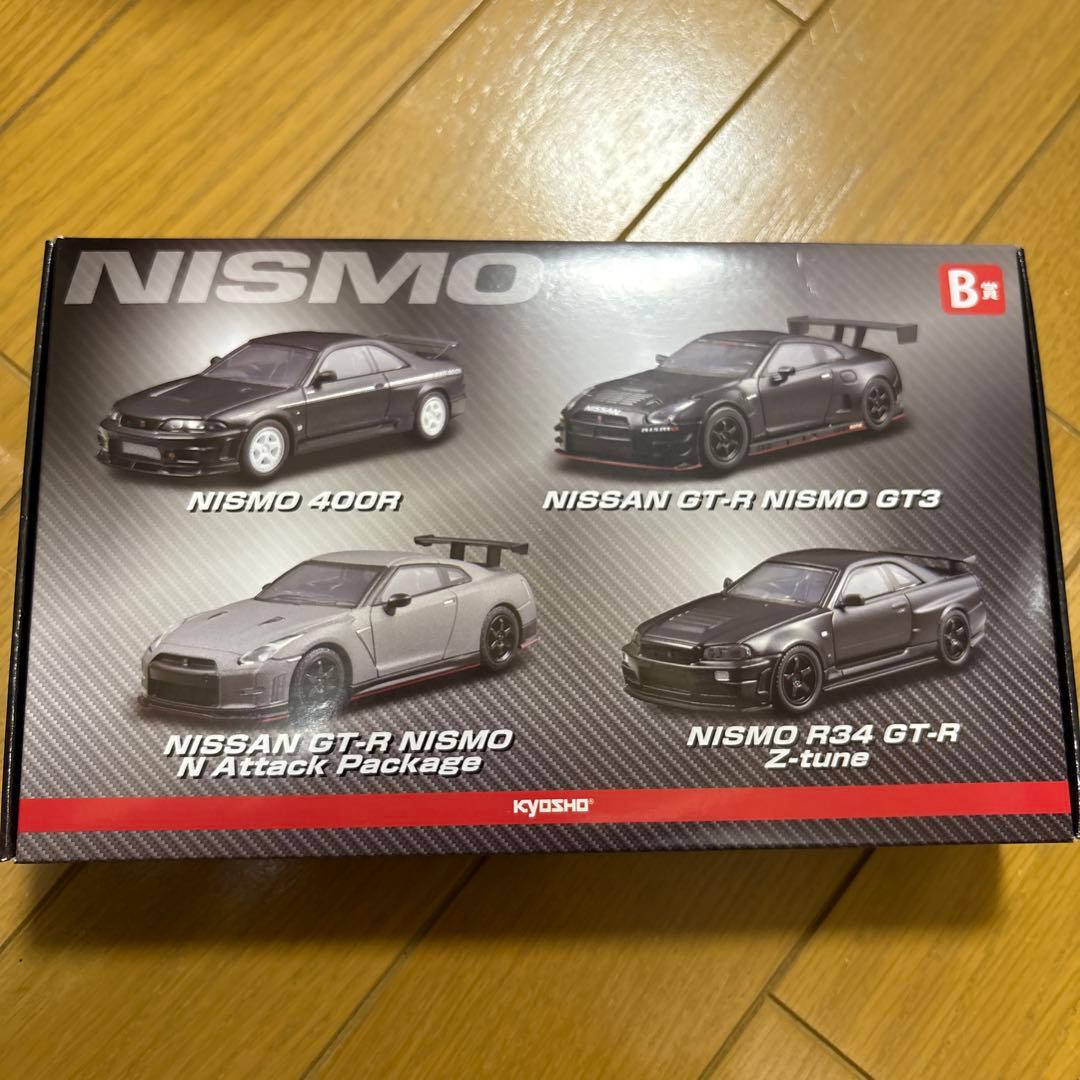 NISMO
B賞
NISMO 400R
NISSAN GT-R NISMO GT3
NISSAN
NISSAN GT-R NISMO
N Attack Package
NISMO R34 GT-R
Z-tune
KYOSHO®